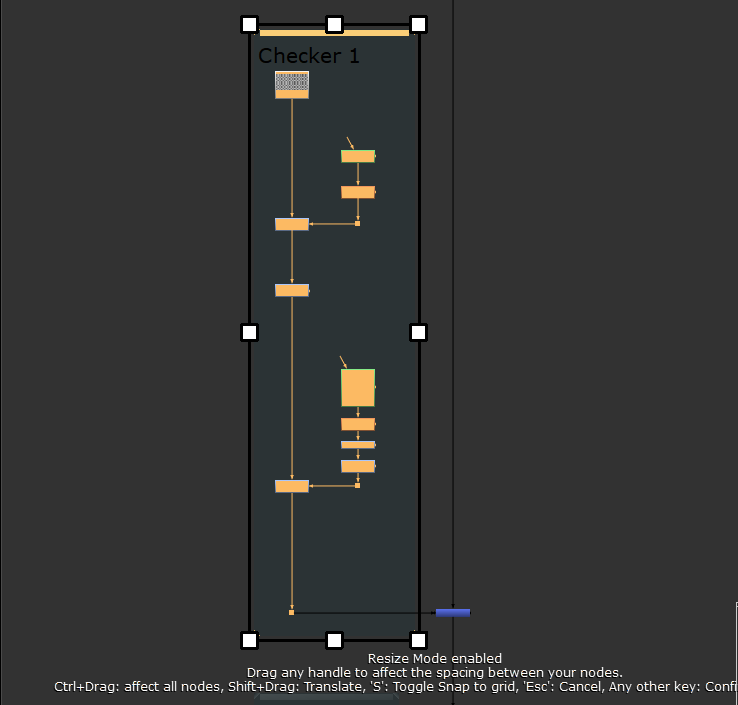 Checker 1
Resize Mode enabled
Drag any handle to affect the spacing between your nodes.
Ctrl+Drag: affect all nodes, Shift+Drag: Translate, 'S': Toggle Snap to grid, 'Esc': Cancel, Any other key: Confi